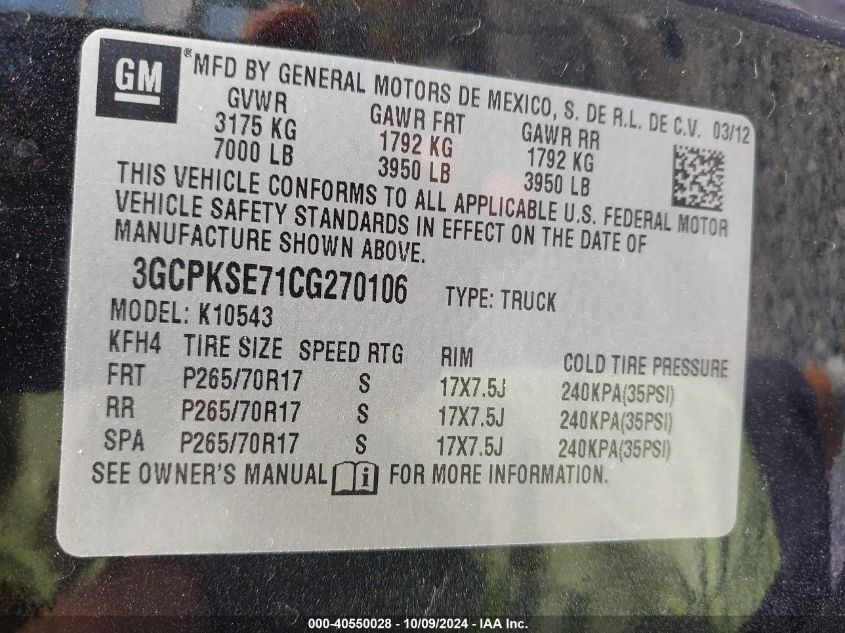 GM ® MFD BY GENERAL MOTORS DE MEXICO, S. DE R.L. DE C.V. 03/12
GVWR GAWR FRT GAWR RR
3175 KG 1792 KG 1792 KG
7000 LB 3950 LB 3950 LB
THIS VEHICLE CONFORMS TO ALL APPLICABLE U.S. FEDERAL MOTOR
VEHICLE SAFETY STANDARDS IN EFFECT ON THE DATE OF
MANUFACTURE SHOWN ABOVE.
3GCPKSE71CG270106 TYPE: TRUCK
MODEL: K10543
KFH4 TIRE SIZE SPEED RTG RIM COLD TIRE PRESSURE
FRT P265/70R17 S 17X7.5J 240KPA(35PSI)
RR P265/70R17 S 17X7.5J 240KPA(35PSI)
SPA P265/70R17 S 17X7.5J 240KPA(35PSI)
SEE OWNER'S MANUAL i FOR MORE INFORMATION.
000-40550028 - 10/09/2024 - IAA Inc.